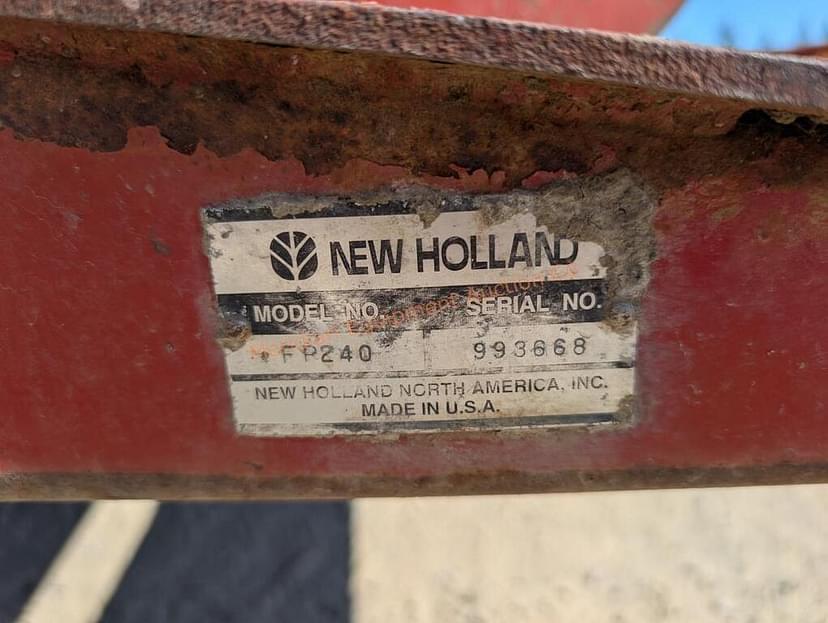 NEW HOLLAND
MODEL NO. SERIAL NO.
FP240 993668
NEW HOLLAND NORTH AMERICA, INC.
MADE IN U.S.A.